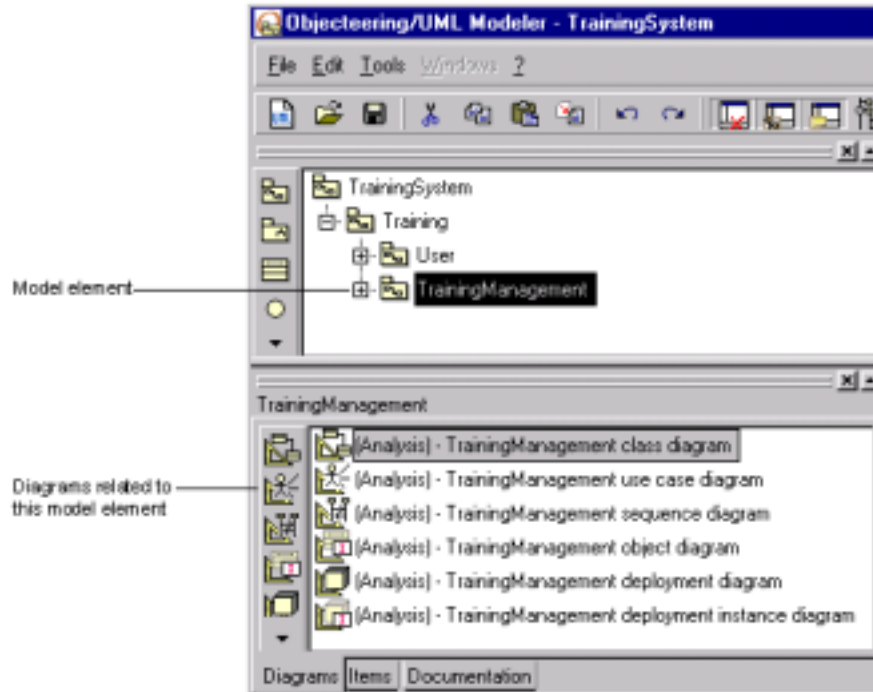 Objecteering/UML Modeler - TrainingSystem
File Edit Tools Windows ?
TrainingSystem
Training
User
Model element
TrainingManagement
TrainingManagement
(Analysis) - TrainingManagement class diagram
(Analysis) - TrainingManagement use case diagram
Diagrams related to
this model element
(Analysis) - TrainingManagement sequence diagram
(Analysis) - TrainingManagement object diagram
(Analysis) - TrainingManagement deployment diagram
(Analysis) - TrainingManagement deployment instance diagram
Diagrams Items Documentation